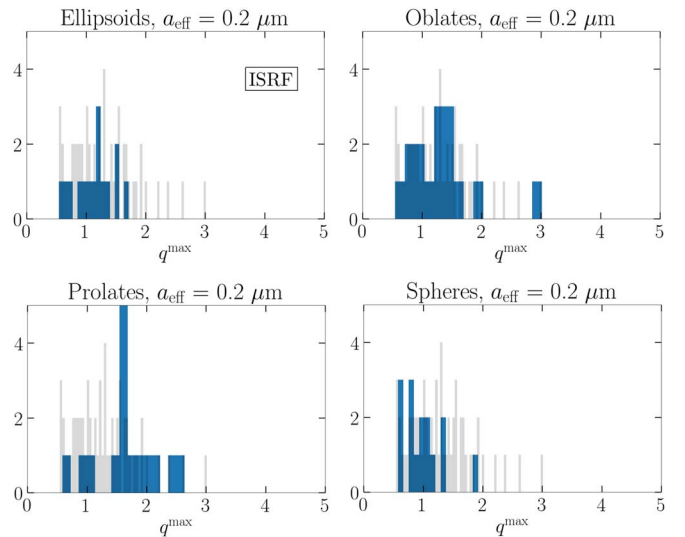 Ellipsoids, a_eff = 0.2 μm
ISRF
4
2
0
0 1 2 3 4 5
q^max
Oblates, a_eff = 0.2 μm
4
2
0
0 1 2 3 4 5
q^max
Prolates, a_eff = 0.2 μm
4
2
0
0 1 2 3 4 5
q^max
Spheres, a_eff = 0.2 μm
4
2
0
0 1 2 3 4 5
q^max